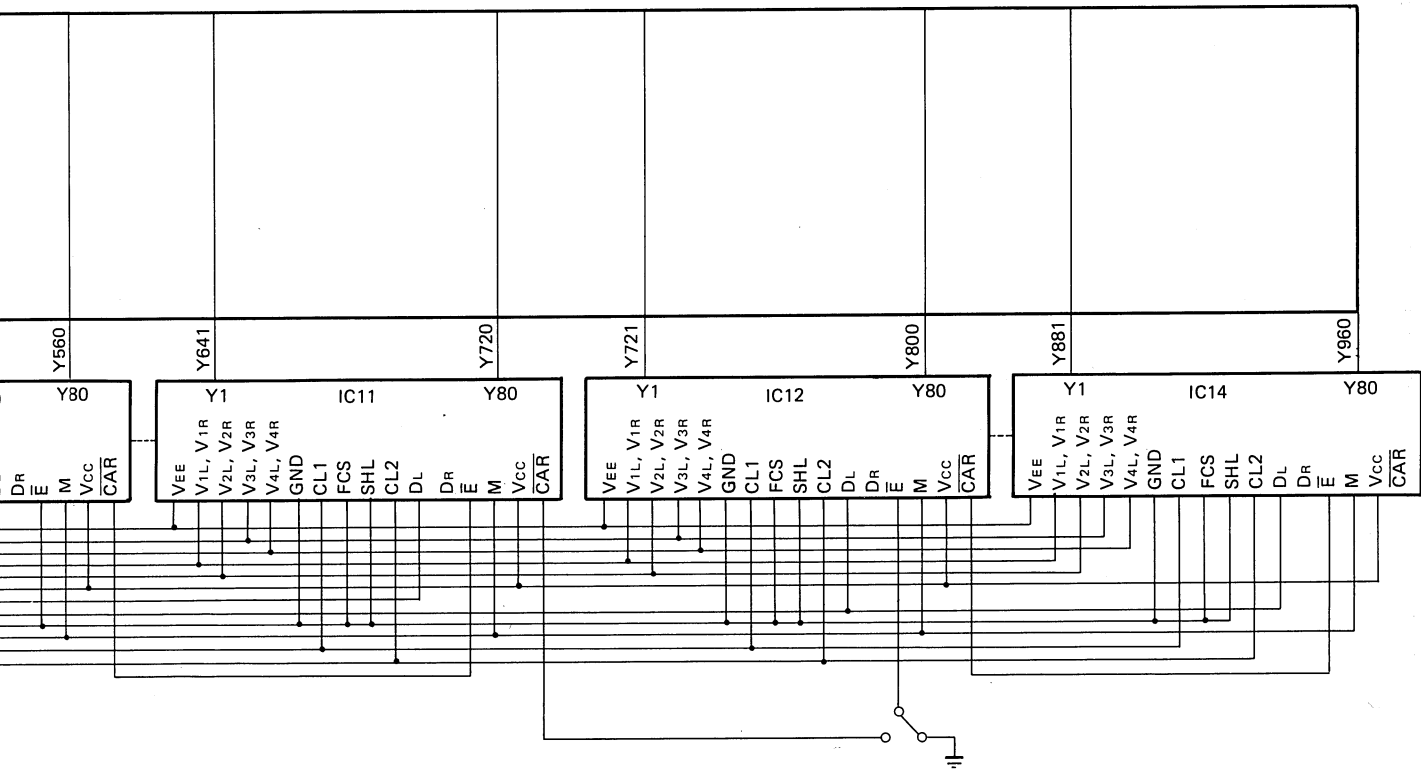 Y560
Y641
Y720
Y721
Y800
Y881
Y960
Y80
DR
E
M
VCC
CAR
Y1
IC11
Y80
VEE
V1L, V1R
V2L, V2R
V3L, V3R
V4L, V4R
GND
CL1
FCS
SHL
CL2
DL
DR
E
M
VCC
CAR
Y1
IC12
Y80
VEE
V1L, V1R
V2L, V2R
V3L, V3R
V4L, V4R
GND
CL1
FCS
SHL
CL2
DL
DR
E
M
VCC
CAR
Y1
IC14
Y80
VEE
V1L, V1R
V2L, V2R
V3L, V3R
V4L, V4R
GND
CL1
FCS
SHL
CL2
DL
DR
E
M
VCC
CAR